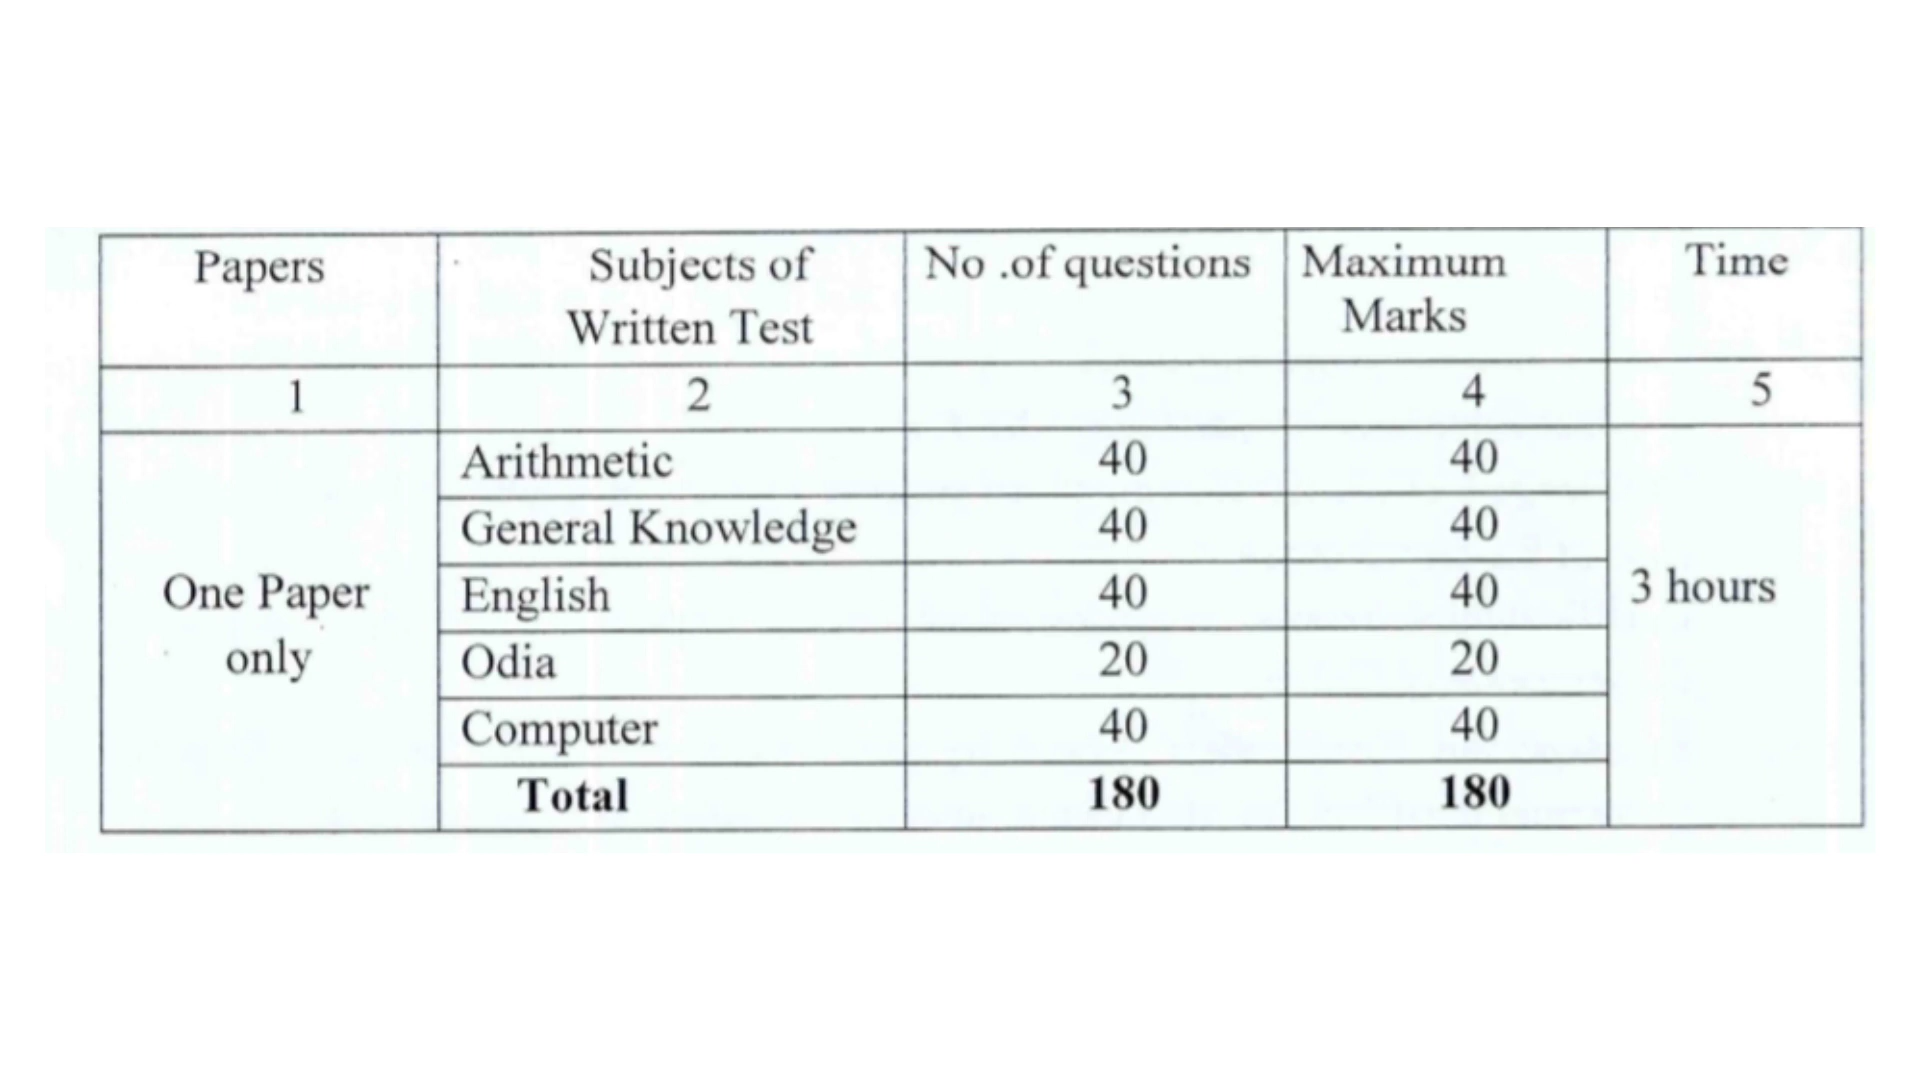 Papers Subjects of No .of questions Maximum Time
Written Test Marks
1 2 3 4 5
Arithmetic 40 40
General Knowledge 40 40
One Paper English 40 40 3 hours
only Odia 20 20
Computer 40 40
Total 180 180